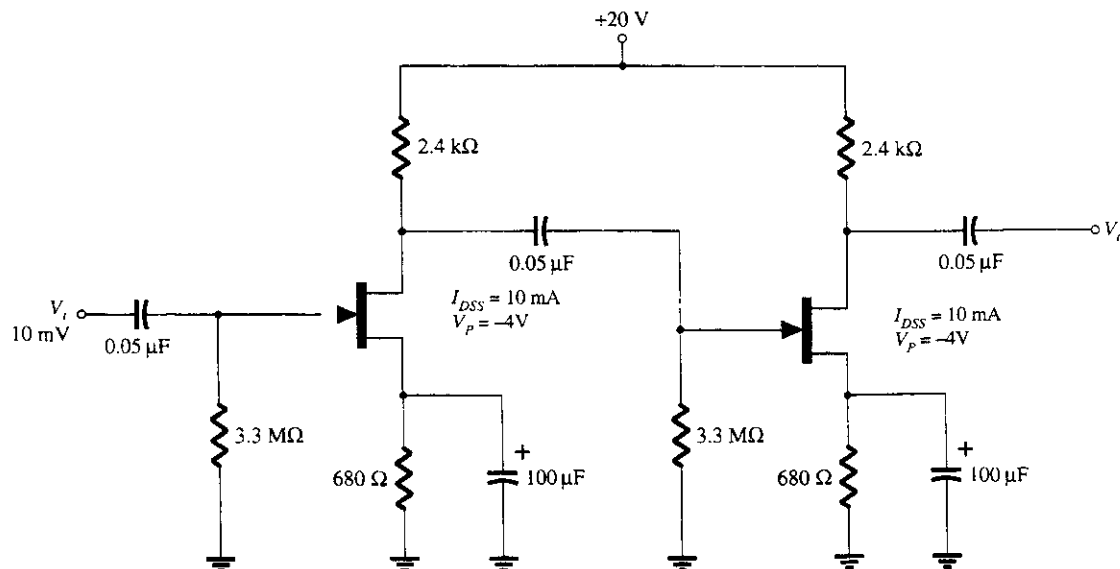 +20 V
2.4 kΩ
2.4 kΩ
0.05 μF
0.05 μF
V
I_DSS = 10 mA
V_P = –4V
I_DSS = 10 mA
V_P = –4V
V_i
10 mV
0.05 μF
3.3 MΩ
3.3 MΩ
680 Ω
+
100 μF
680 Ω
+
100 μF